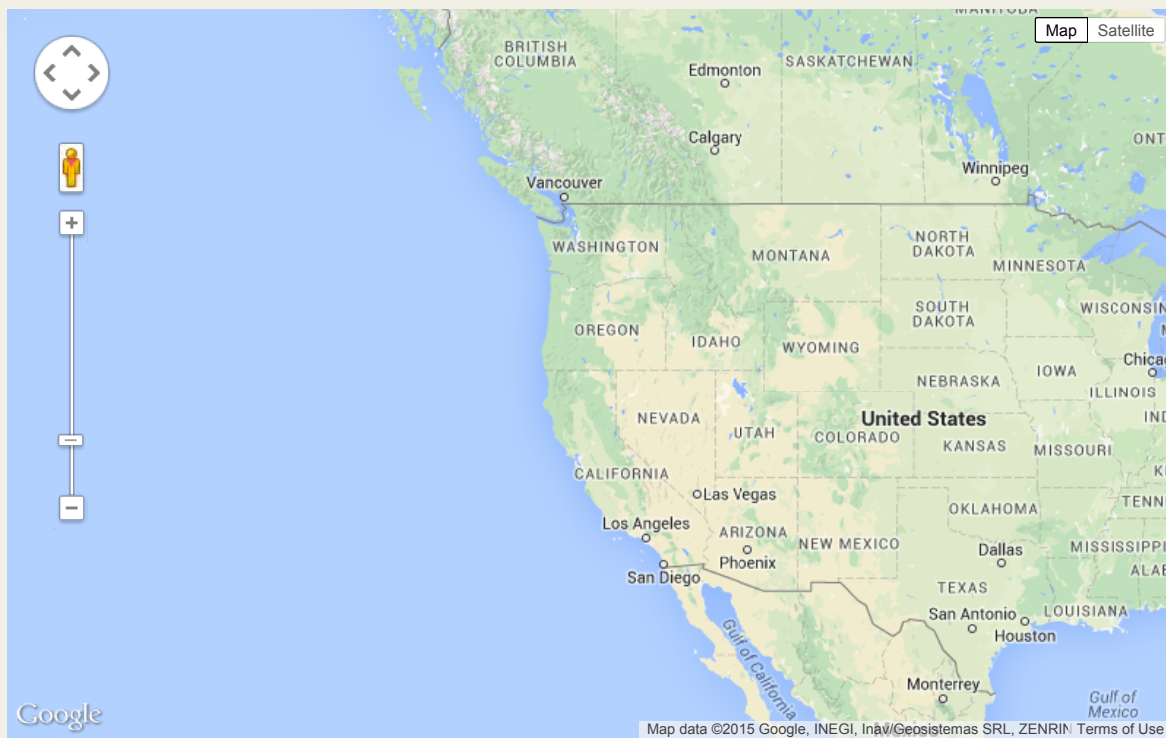 MANITOBA
Map Satellite
BRITISH
COLUMBIA
SASKATCHEWAN
Edmonton
Calgary
ONT
Winnipeg
Vancouver
WASHINGTON
MONTANA
NORTH
DAKOTA
MINNESOTA
SOUTH
DAKOTA
WISCONSIN
OREGON
IDAHO
WYOMING
Chica
IOWA
NEBRASKA
ILLINOIS
IND
United States
NEVADA
UTAH
COLORADO
KANSAS
MISSOURI
CALIFORNIA
K
Las Vegas
TENN
OKLAHOMA
Los Angeles
ARIZONA
NEW MEXICO
Dallas
MISSISSIPPI
Phoenix
ALAB
San Diego
TEXAS
San Antonio
LOUISIANA
Houston
Gulf of California
Monterrey
Gulf of
Mexico
Google
Map data ©2015 Google, INEGI, Inav/Geosistemas SRL, ZENRIN Terms of Use